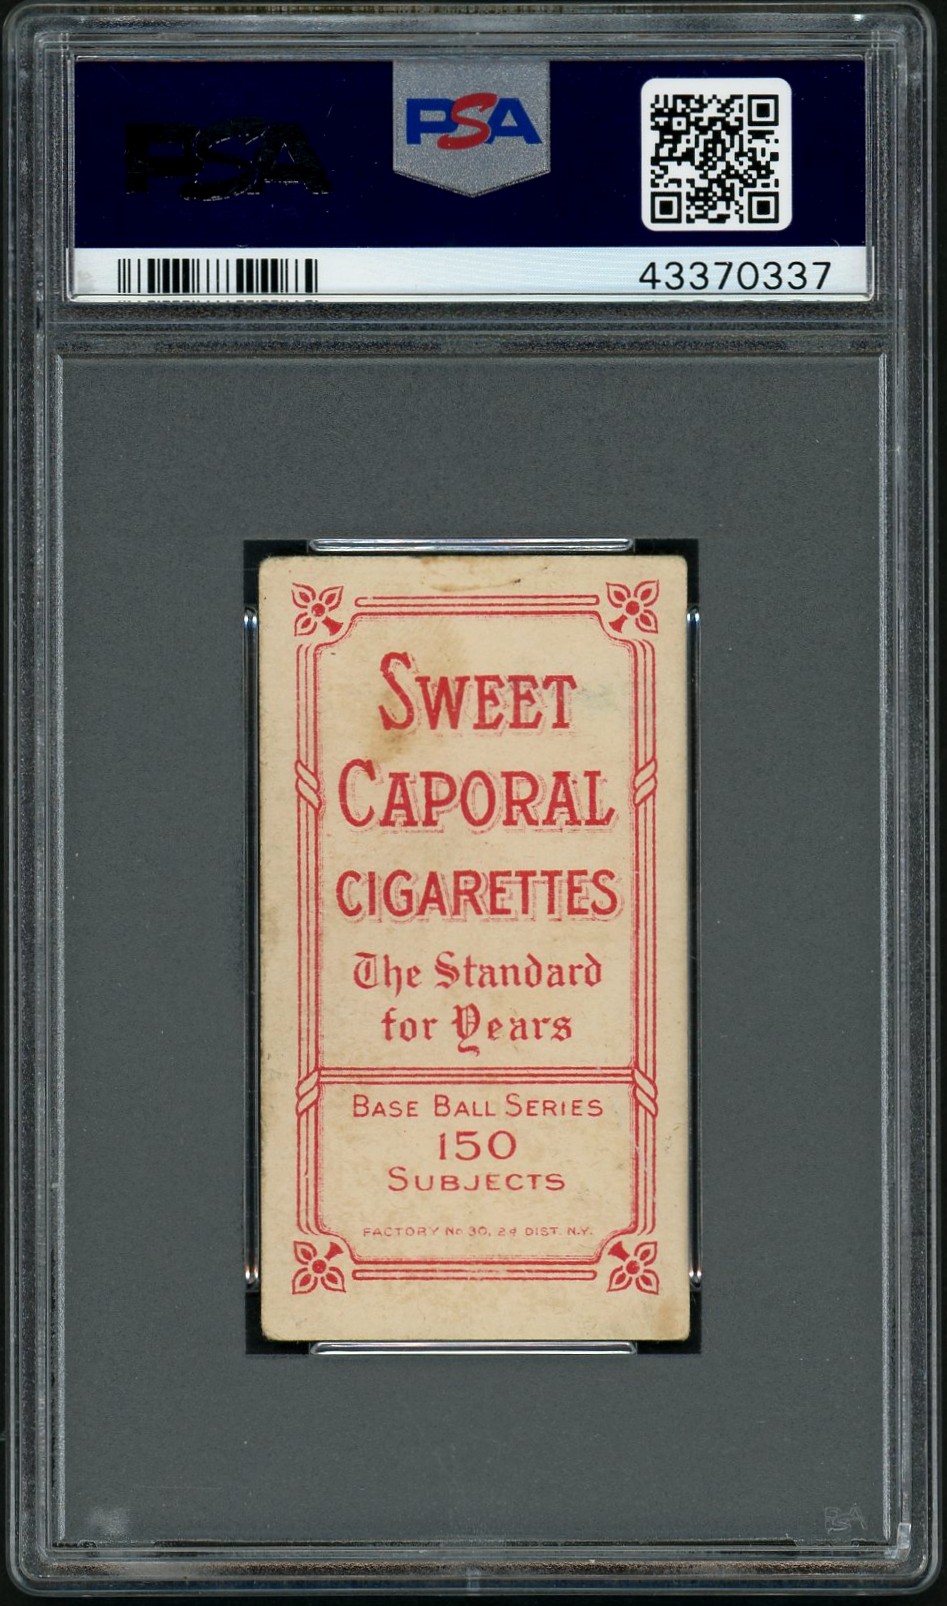 PSA
PSA
43370337
SWEET
CAPORAL
CIGARETTES
The Standard
for Years
BASE BALL SERIES
150
SUBJECTS
FACTORY No 30, 2d DIST. N.Y.
PSA